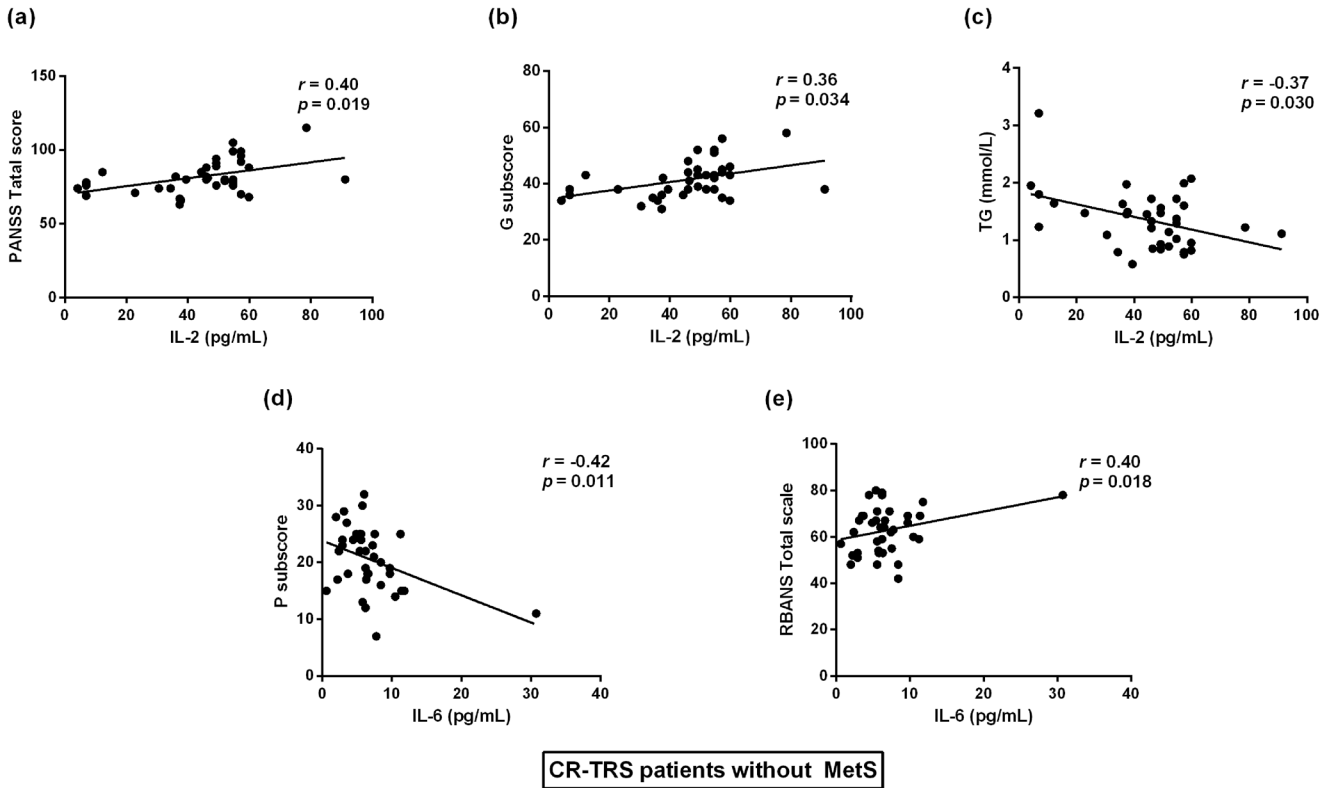 (a)
r = 0.40
p = 0.019
PANSS Tatal score
150
100
50
0
0 20 40 60 80 100
IL-2 (pg/mL)
(b)
r = 0.36
p = 0.034
G subscore
80
60
40
20
0
0 20 40 60 80 100
IL-2 (pg/mL)
(c)
r = -0.37
p = 0.030
TG (mmol/L)
4
3
2
1
0
0 20 40 60 80 100
IL-2 (pg/mL)
(d)
r = -0.42
p = 0.011
P subscore
40
30
20
10
0
0 10 20 30 40
IL-6 (pg/mL)
(e)
r = 0.40
p = 0.018
RBANS Total scale
100
80
60
40
20
0
0 10 20 30 40
IL-6 (pg/mL)
CR-TRS patients without MetS